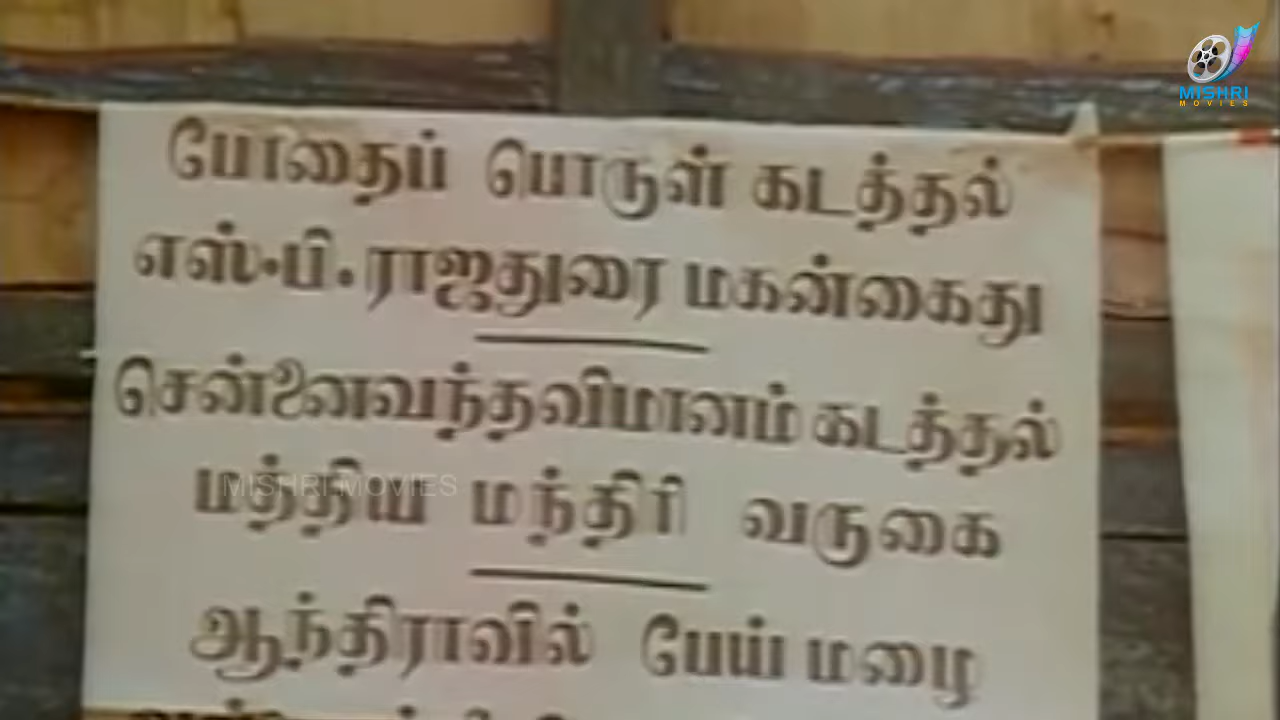 MISHRI
MOVIES
போதைப் பொருள் கடத்தல்
எஸ்.பி.ராஜதுரை மகன்கைது
சென்னைவந்தவிமானம் கடத்தல்
மத்திய மந்திரி வருகை
MISHRI MOVIES
ஆந்திராவில் பேய் மழை